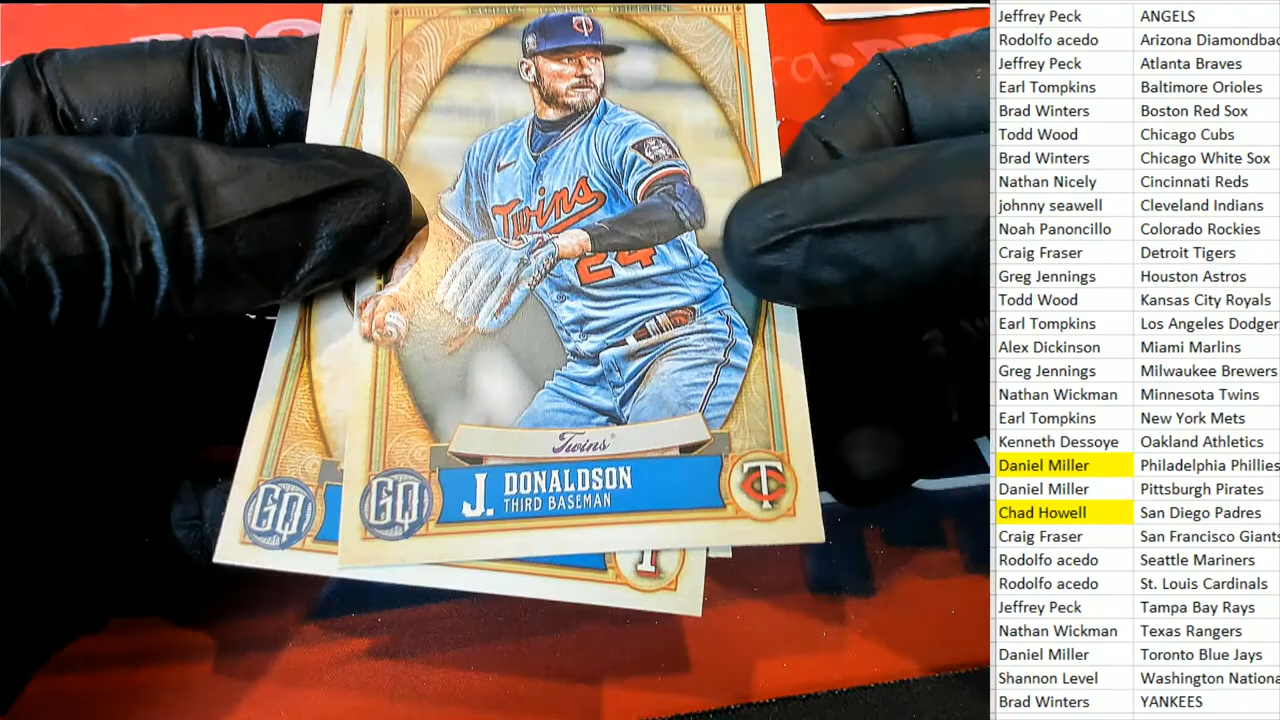 Twins
24
Twins
J. DONALDSON
THIRD BASEMAN
GQ
GQ
TC
T
Jeffrey Peck ANGELS
Rodolfo acedo Arizona Diamondbac
Jeffrey Peck Atlanta Braves
Earl Tompkins Baltimore Orioles
Brad Winters Boston Red Sox
Todd Wood Chicago Cubs
Brad Winters Chicago White Sox
Nathan Nicely Cincinnati Reds
johnny seawell Cleveland Indians
Noah Panoncillo Colorado Rockies
Craig Fraser Detroit Tigers
Greg Jennings Houston Astros
Todd Wood Kansas City Royals
Earl Tompkins Los Angeles Dodger
Alex Dickinson Miami Marlins
Greg Jennings Milwaukee Brewers
Nathan Wickman Minnesota Twins
Earl Tompkins New York Mets
Kenneth Dessoye Oakland Athletics
Daniel Miller Philadelphia Phillies
Daniel Miller Pittsburgh Pirates
Chad Howell San Diego Padres
Craig Fraser San Francisco Giants
Rodolfo acedo Seattle Mariners
Rodolfo acedo St. Louis Cardinals
Jeffrey Peck Tampa Bay Rays
Nathan Wickman Texas Rangers
Daniel Miller Toronto Blue Jays
Shannon Level Washington Nationa
Brad Winters YANKEES